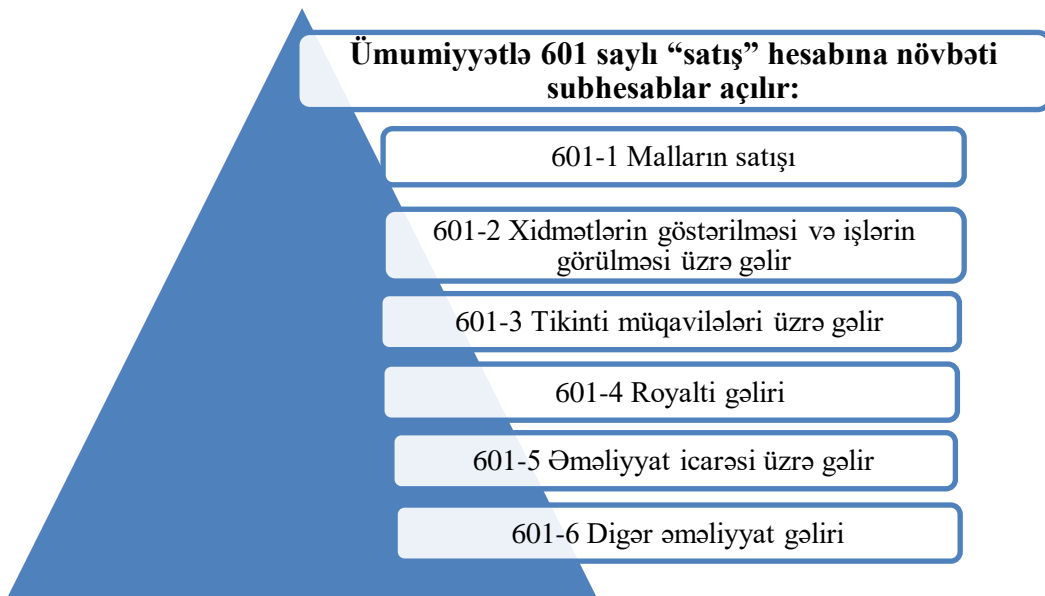 Ümumiyyətlə 601 saylı “satış” hesabına növbəti
subhesablar açılır:
601-1 Malların satışı
601-2 Xidmətlərin göstərilməsi və işlərin
görülməsi üzrə gəlir
601-3 Tikinti müqavilələri üzrə gəlir
601-4 Royalti gəliri
601-5 Əməliyyat icarəsi üzrə gəlir
601-6 Digər əməliyyat gəliri